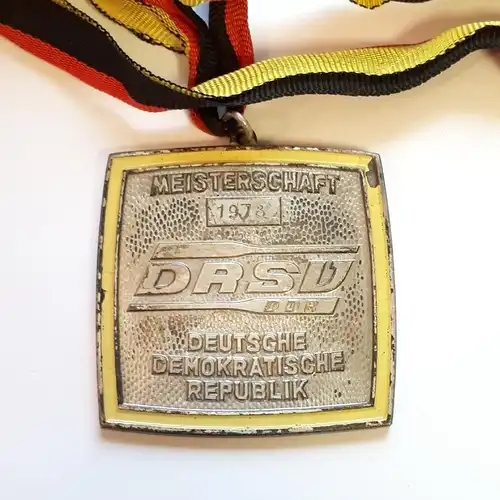 MEISTERSCHAFT
1978
DRSV
DDR
DEUTSCHE
DEMOKRATISCHE
REPUBLIK